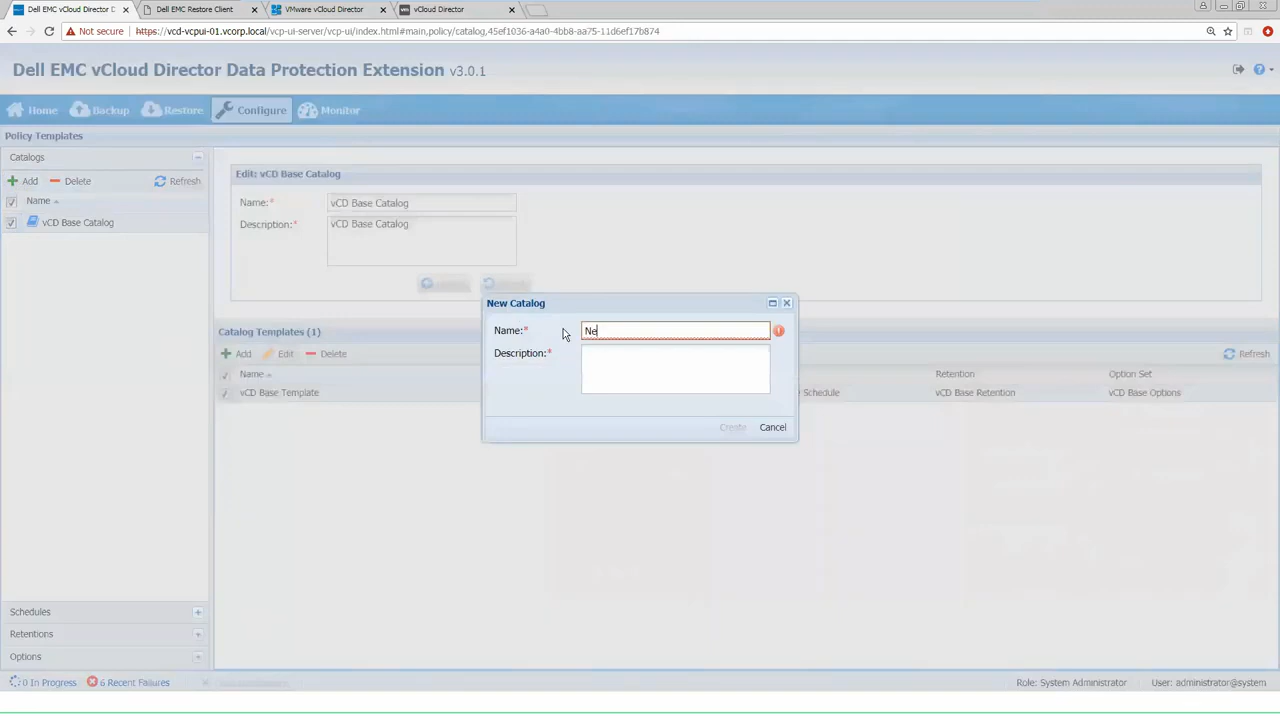 Dell EMC vCloud Director D
Dell EMC Restore Client
VMware vCloud Director
vCloud Director
Not secure
https://vcd-vcpui-01.vcorp.local/vcp-ui-server/vcp-ui/index.html#main,policy/catalog,45ef1036-a4a0-4bb8-aa75-11d6ef17b874
Dell EMC vCloud Director Data Protection Extension v3.0.1
Home Backup Restore Configure Monitor
Policy Templates
Catalogs
Add Delete Refresh
Name
vCD Base Catalog
Schedules
Retentions
Options
Edit: vCD Base Catalog
Name:* vCD Base Catalog
Description:* vCD Base Catalog
Catalog Templates (1)
Add Edit Delete Refresh
Name Retention Option Set
vCD Base Template Schedule vCD Base Retention vCD Base Options
New Catalog
Name:* Ne
Description:*
Create Cancel
0 In Progress 6 Recent Failures
Role: System Administrator User: administrator@system